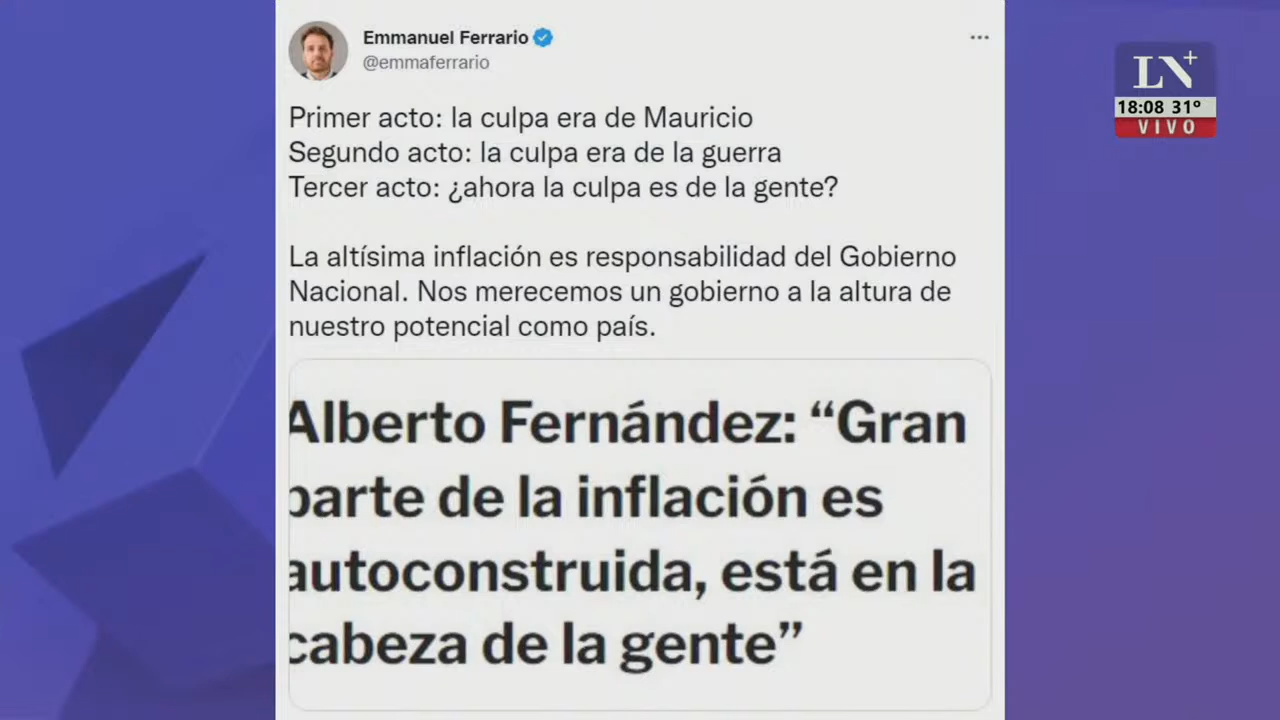 Emmanuel Ferrario
@emmaferrario
LN+
18:08 31º
VIVO
Primer acto: la culpa era de Mauricio
Segundo acto: la culpa era de la guerra
Tercer acto: ¿ahora la culpa es de la gente?
La altísima inflación es responsabilidad del Gobierno
Nacional. Nos merecemos un gobierno a la altura de
nuestro potencial como país.
Alberto Fernández: “Gran
parte de la inflación es
autoconstruida, está en la
cabeza de la gente”